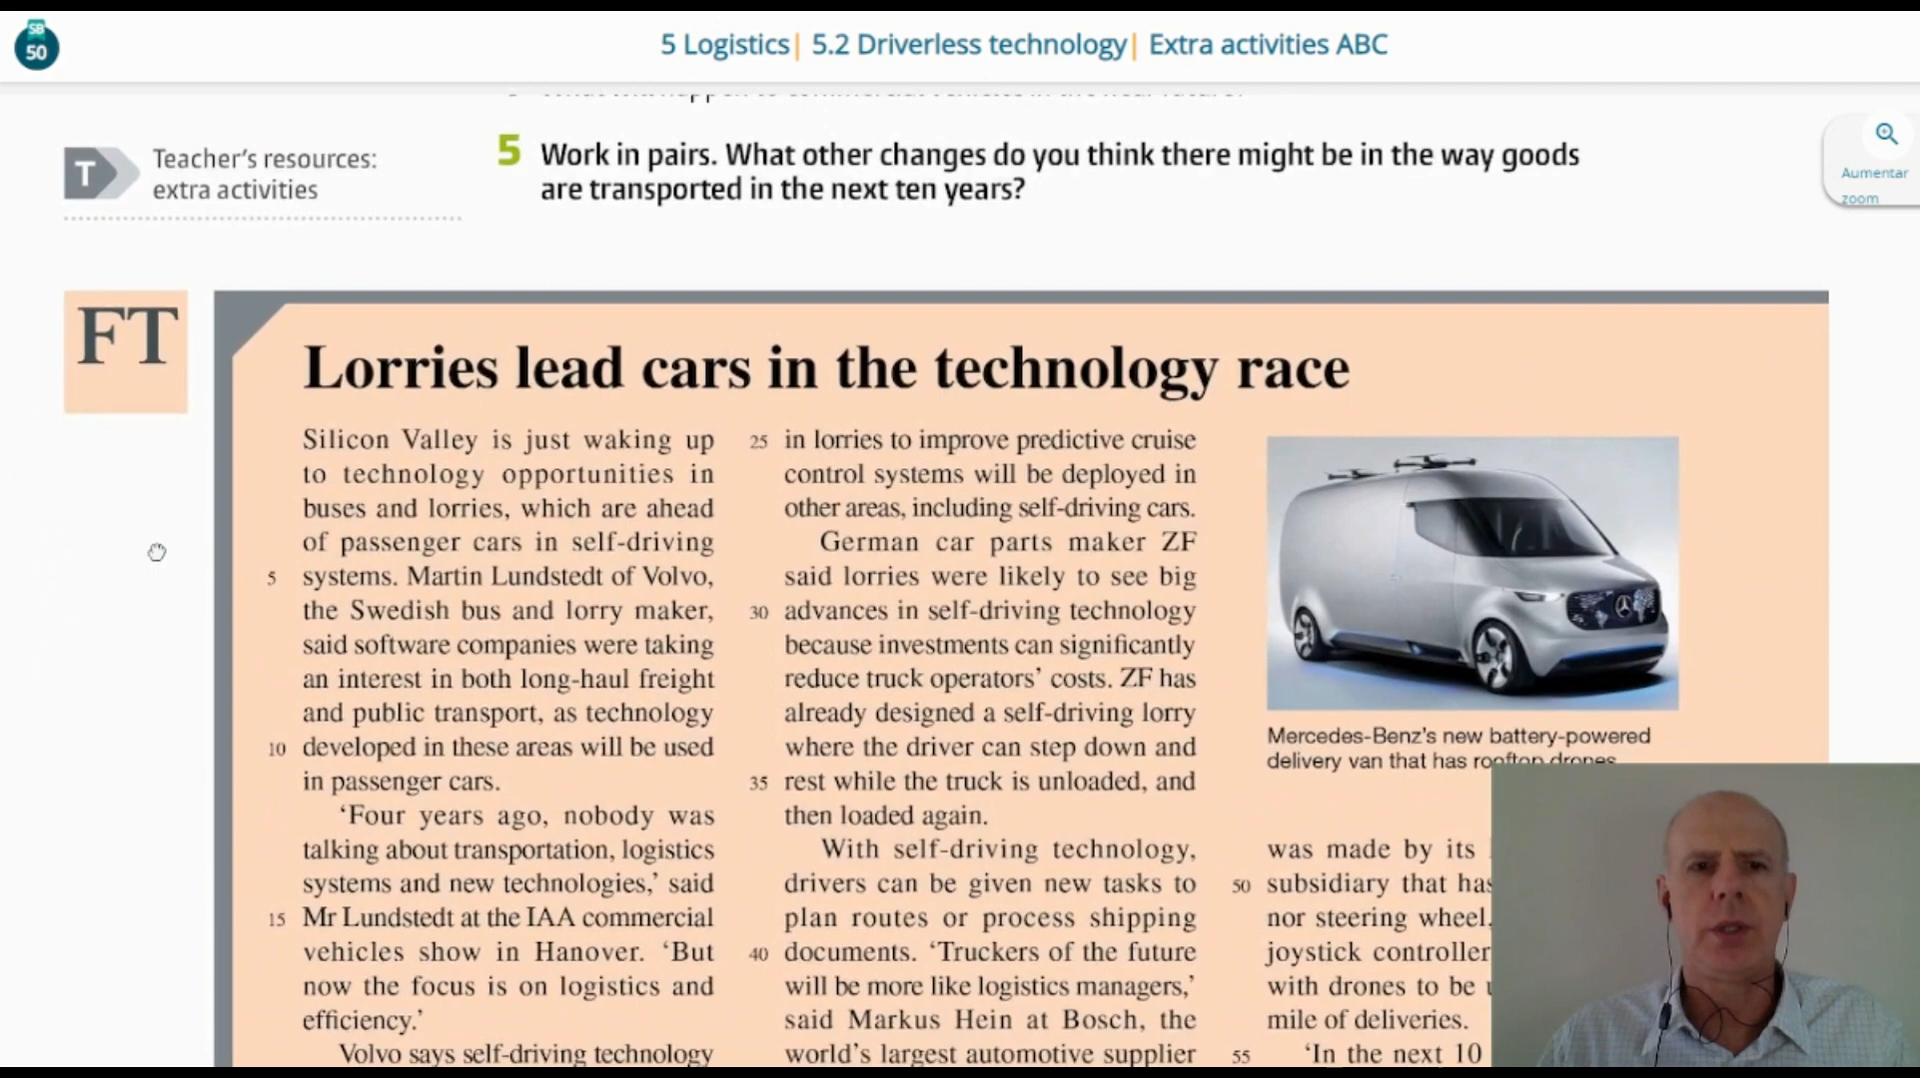 SB
50
5 Logistics| 5.2 Driverless technology| Extra activities ABC
Aumentar
zoom
T
Teacher's resources:
extra activities
5 Work in pairs. What other changes do you think there might be in the way goods
are transported in the next ten years?
FT
Lorries lead cars in the technology race
Silicon Valley is just waking up
to technology opportunities in
buses and lorries, which are ahead
of passenger cars in self-driving
5 systems. Martin Lundstedt of Volvo,
the Swedish bus and lorry maker,
said software companies were taking
an interest in both long-haul freight
and public transport, as technology
10 developed in these areas will be used
in passenger cars.
'Four years ago, nobody was
talking about transportation, logistics
systems and new technologies,' said
15 Mr Lundstedt at the IAA commercial
vehicles show in Hanover. 'But
now the focus is on logistics and
efficiency.'
Volvo says self-driving technology
25 in lorries to improve predictive cruise
control systems will be deployed in
other areas, including self-driving cars.
German car parts maker ZF
said lorries were likely to see big
30 advances in self-driving technology
because investments can significantly
reduce truck operators' costs. ZF has
already designed a self-driving lorry
where the driver can step down and
35 rest while the truck is unloaded, and
then loaded again.
With self-driving technology,
drivers can be given new tasks to
plan routes or process shipping
40 documents. 'Truckers of the future
will be more like logistics managers,'
said Markus Hein at Bosch, the
world's largest automotive supplier
Mercedes-Benz's new battery-powered
delivery van that has rooftop drones
was made by its
50 subsidiary that has
nor steering wheel,
joystick controller
with drones to be
mile of deliveries.
55 'In the next 10